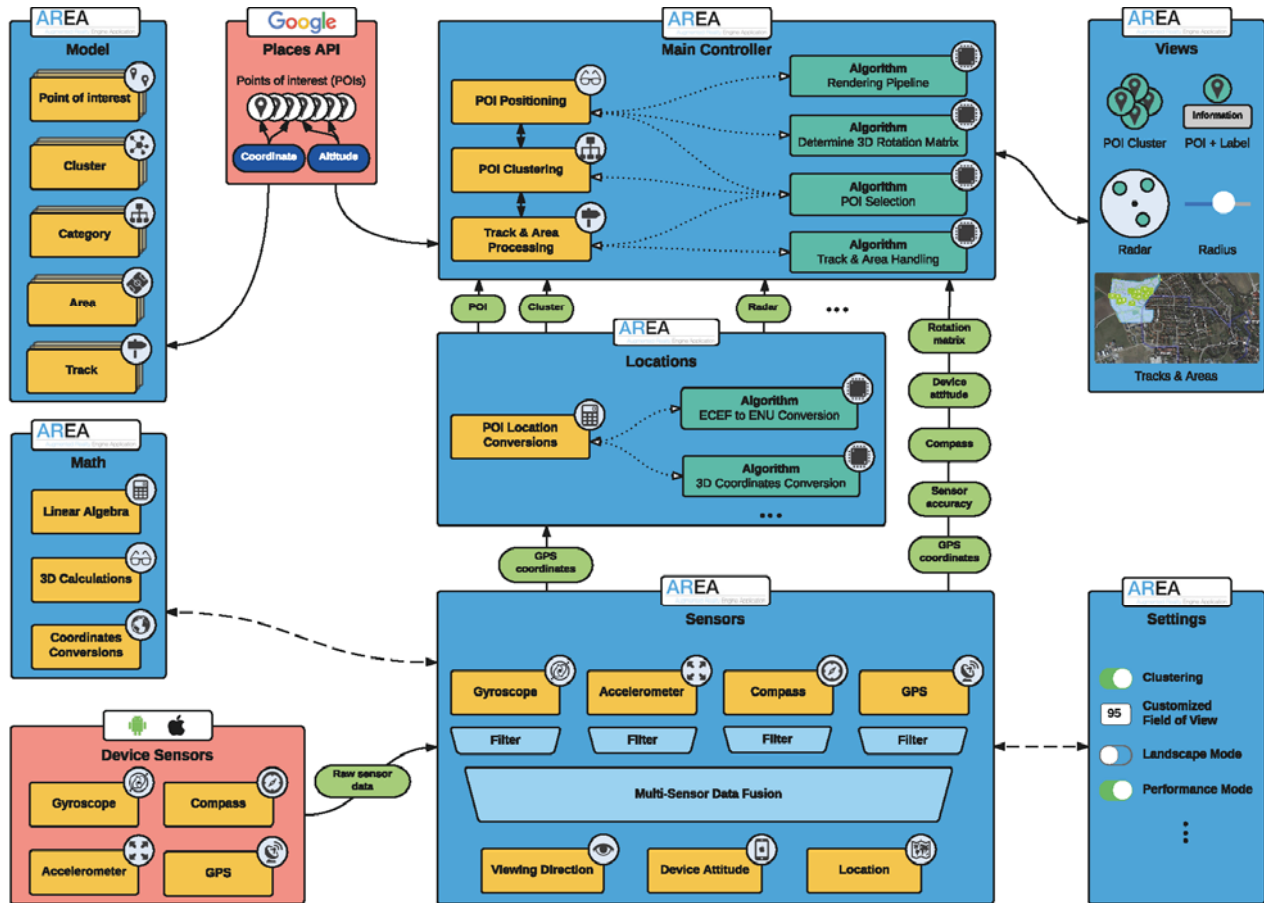 AREA
Model
Point of interest
Cluster
Category
Area
Track
Google
Places API
Points of interest (POIs)
Coordinate
Altitude
AREA
Main Controller
POI Positioning
POI Clustering
Track & Area
Processing
Algorithm
Rendering Pipeline
Algorithm
Determine 3D Rotation Matrix
Algorithm
POI Selection
Algorithm
Track & Area Handling
AREA
Views
POI Cluster
Information
POI + Label
Radar
Radius
Tracks & Areas
POI
Cluster
Radar
...
Rotation
matrix
Device
attitude
Compass
Sensor
accuracy
GPS
coordinates
AREA
Locations
POI Location
Conversions
Algorithm
ECEF to ENU Conversion
Algorithm
3D Coordinates Conversion
...
GPS
coordinates
AREA
Math
Linear Algebra
3D Calculations
Coordinates
Conversions
Device Sensors
Gyroscope
Compass
Accelerometer
GPS
Raw sensor
data
AREA
Sensors
Gyroscope
Accelerometer
Compass
GPS
Filter
Filter
Filter
Filter
Multi-Sensor Data Fusion
Viewing Direction
Device Attitude
Location
AREA
Settings
Clustering
95
Customized
Field of View
Landscape Mode
Performance Mode